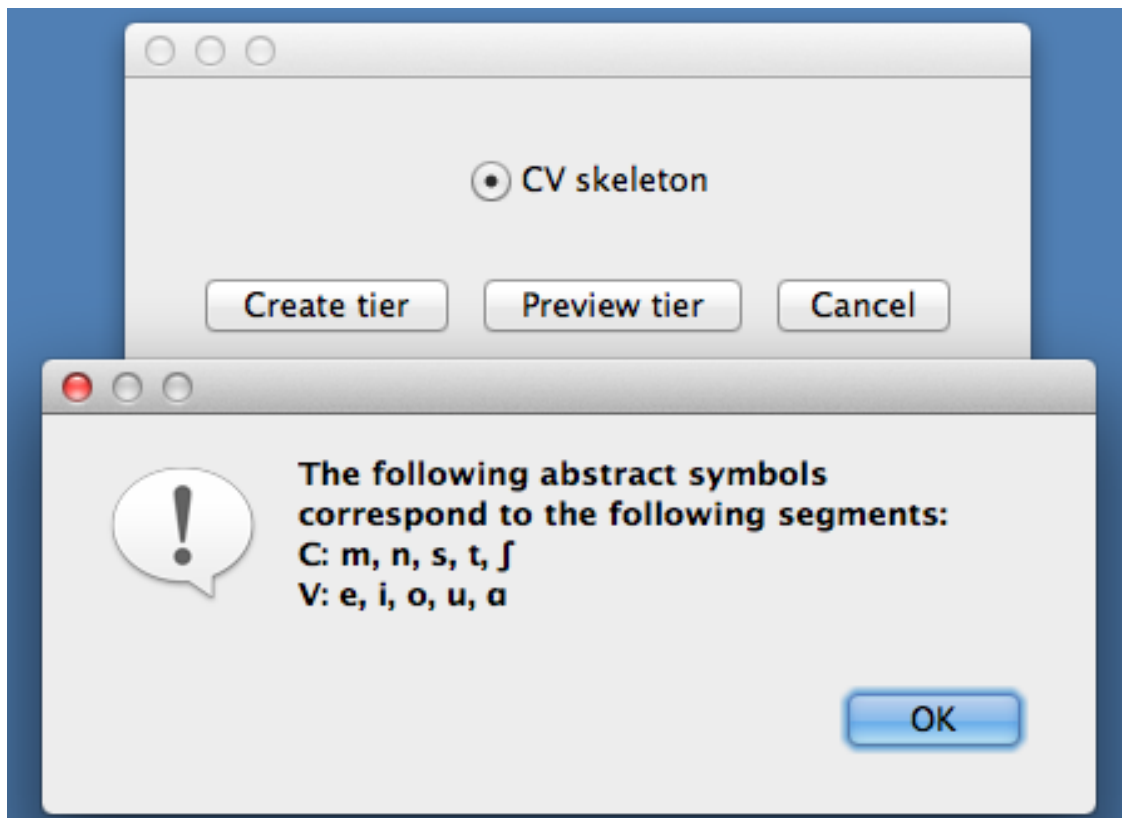 CV skeleton
Create tier Preview tier Cancel
The following abstract symbols
correspond to the following segments:
C: m, n, s, t, ʃ
V: e, i, o, u, ɑ
OK